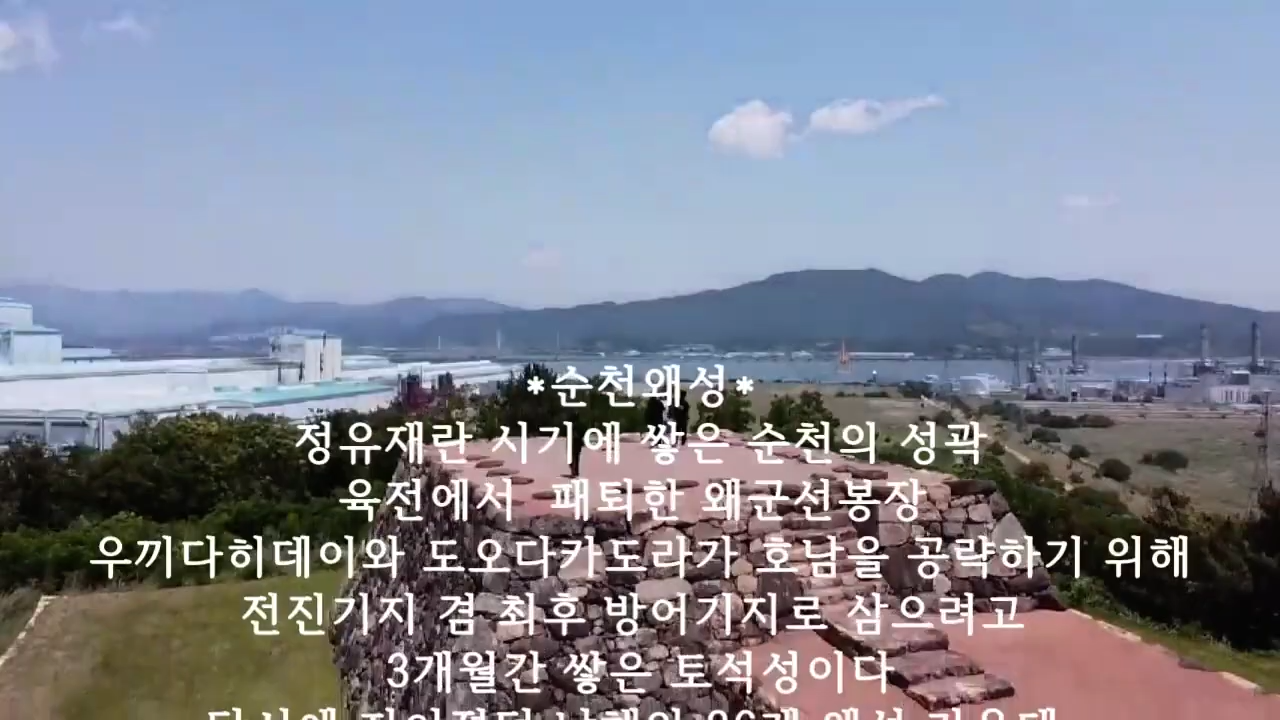 *순천왜성*
정유재란 시기에 쌓은 순천의 성곽
육전에서 패퇴한 왜군선봉장
우끼다히데이와 도오다카도라가 호남을 공략하기 위해
전진기지 겸 최후 방어기지로 삼으려고
3개월간 쌓은 토석성이다